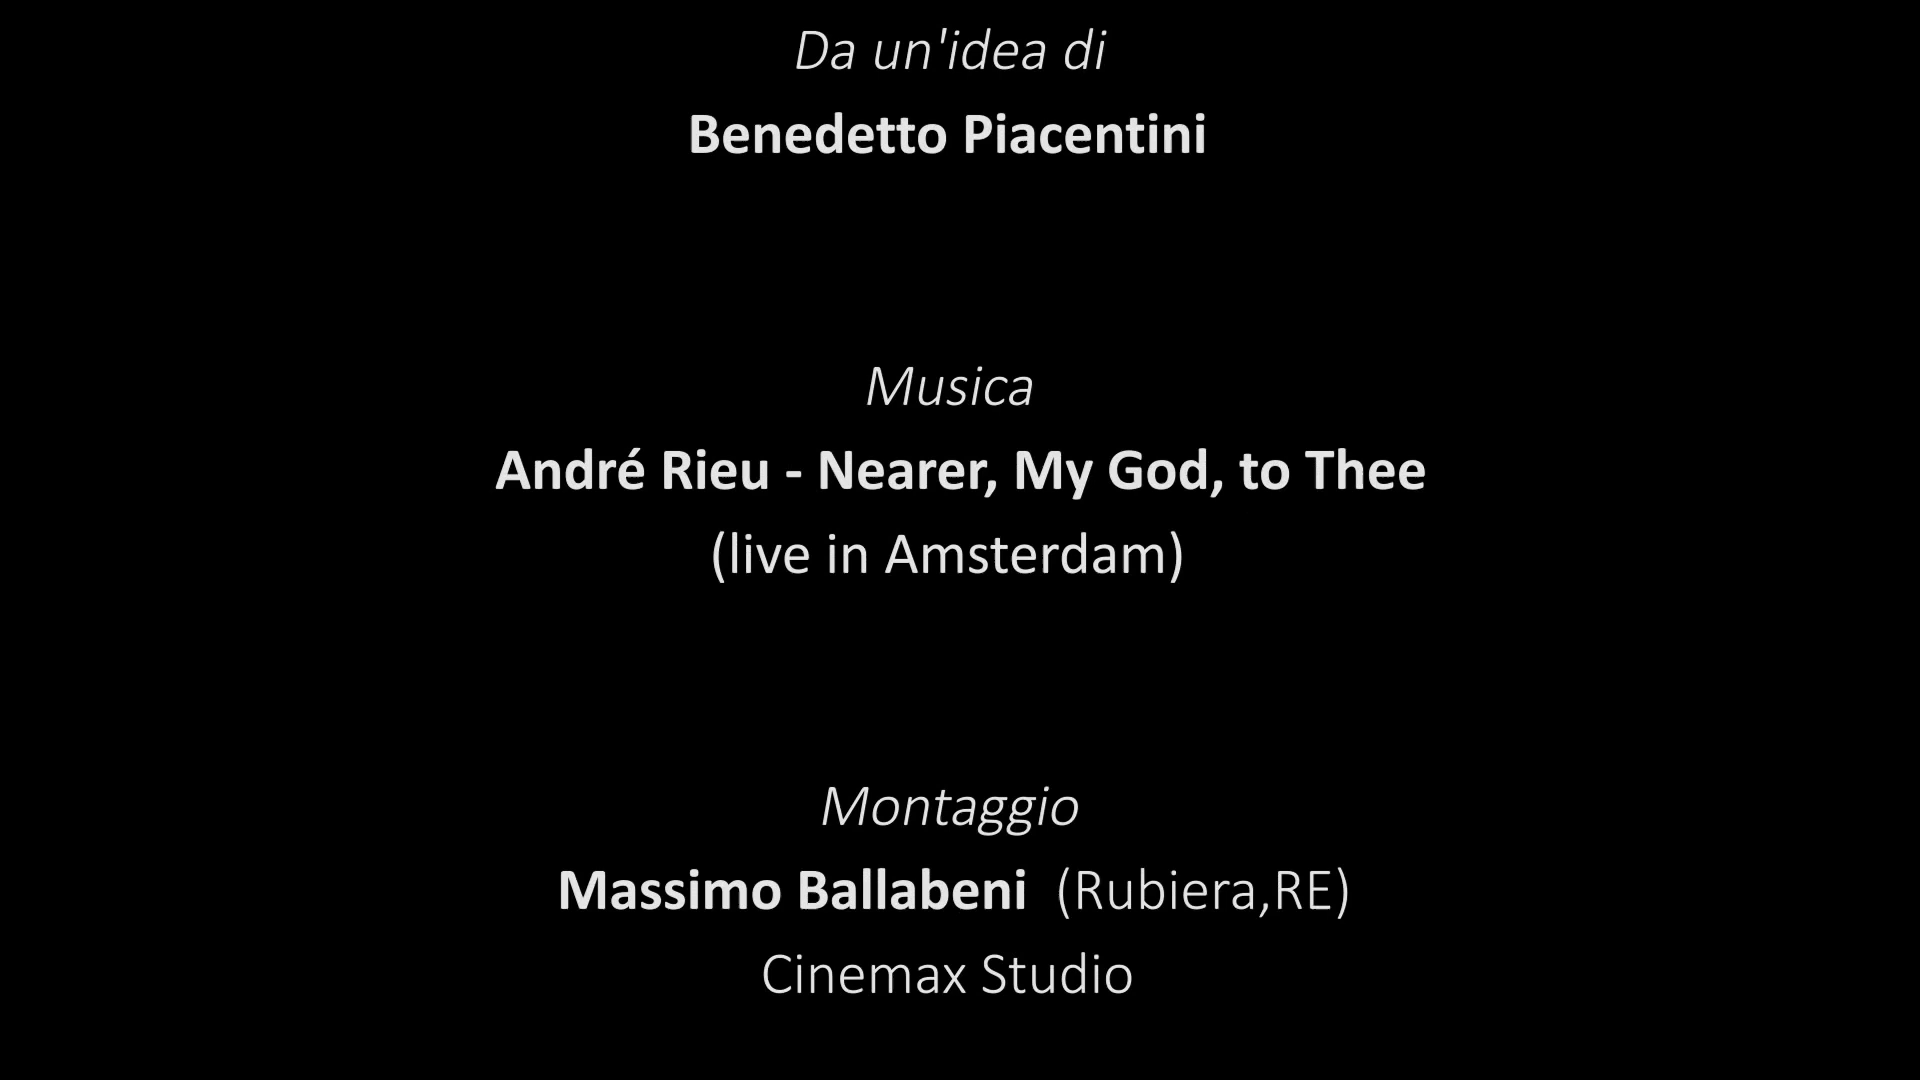 Da un'idea di
Benedetto Piacentini
Musica
André Rieu - Nearer, My God, to Thee
(live in Amsterdam)
Montaggio
Massimo Ballabeni  (Rubiera,RE)
Cinemax Studio